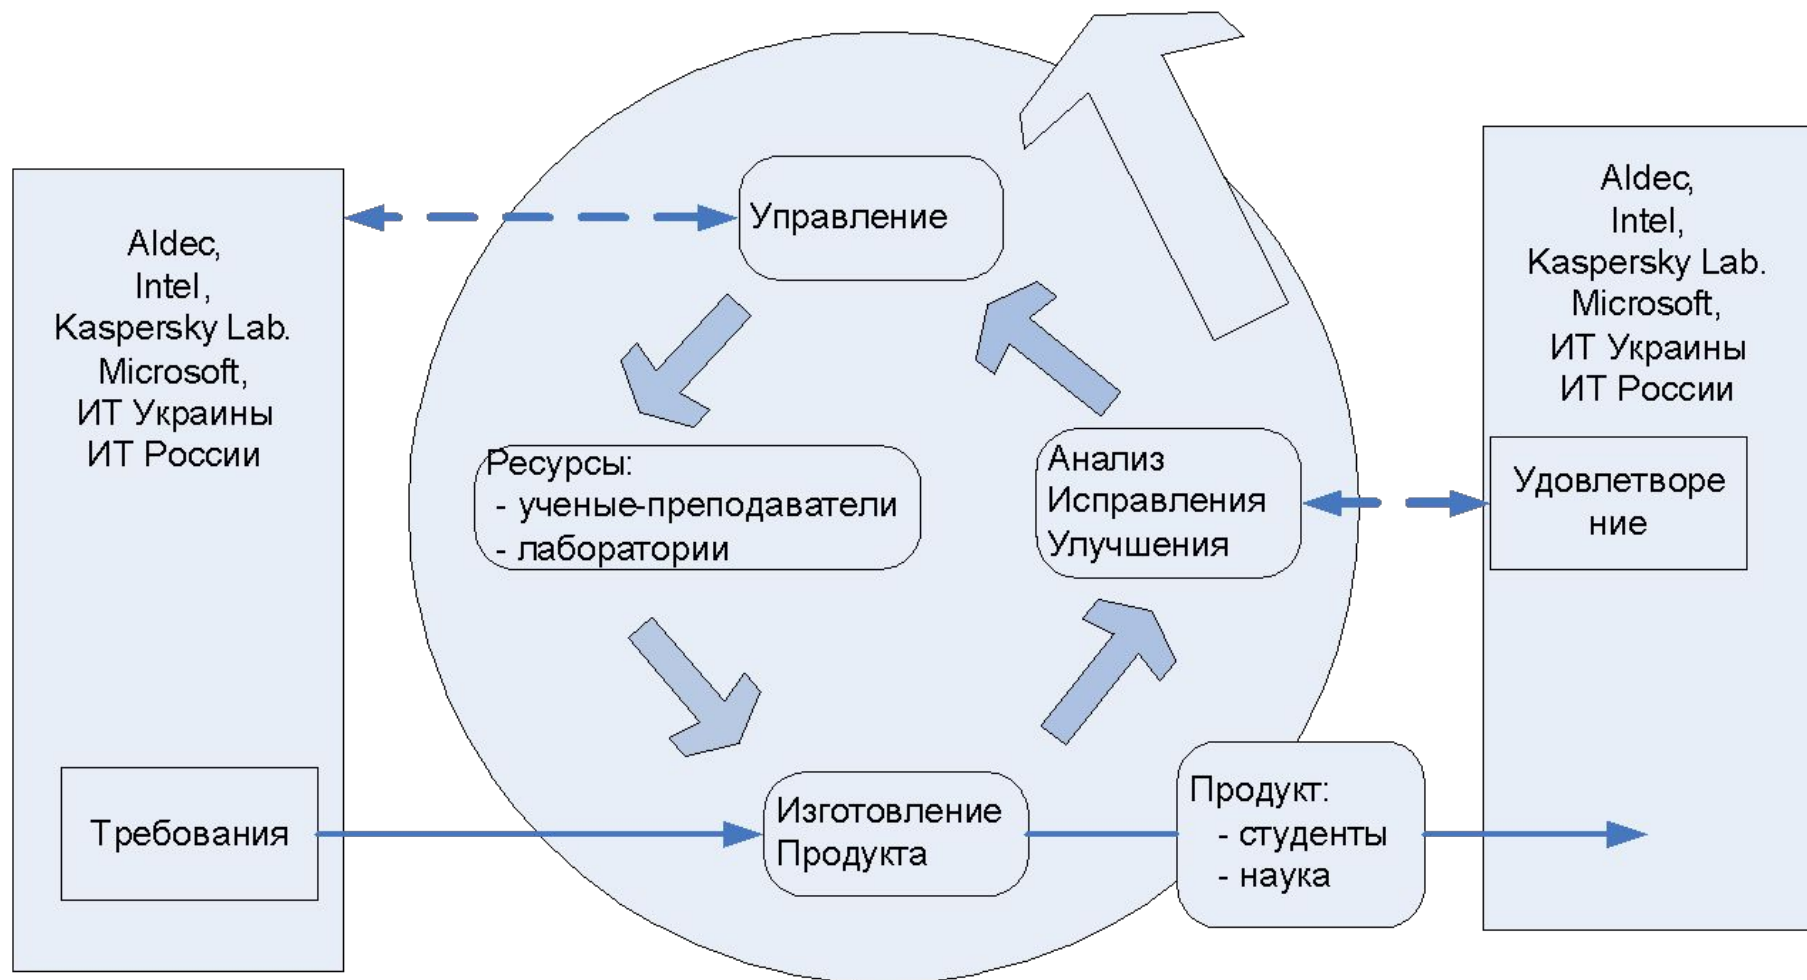 Aldec,
Intel,
Kaspersky Lab.
Microsoft,
ИТ Украины
ИТ России
Требования
Управление
Ресурсы:
- ученые-преподаватели
- лаборатории
Анализ
Исправления
Улучшения
Изготовление
Продукта
Продукт:
- студенты
- наука
Aldec,
Intel,
Kaspersky Lab.
Microsoft,
ИТ Украины
ИТ России
Удовлетворе
ние